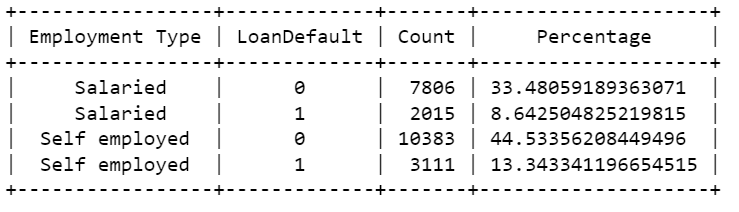 +-----------------+-------------+-------+--------------------+
| Employment Type | LoanDefault | Count |     Percentage     |
+-----------------+-------------+-------+--------------------+
|     Salaried    |      0      |  7806 | 33.48059189363071  |
|     Salaried    |      1      |  2015 | 8.642504825219815  |
|  Self employed  |      0      | 10383 | 44.53356208449496  |
|  Self employed  |      1      |  3111 | 13.343341196654515 |
+-----------------+-------------+-------+--------------------+